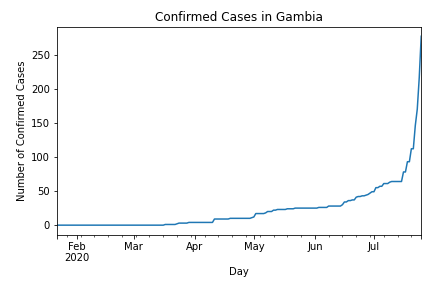 Confirmed Cases in Gambia
Number of Confirmed Cases
250
200
150
100
50
0
Feb Mar Apr May Jun Jul
2020
Day